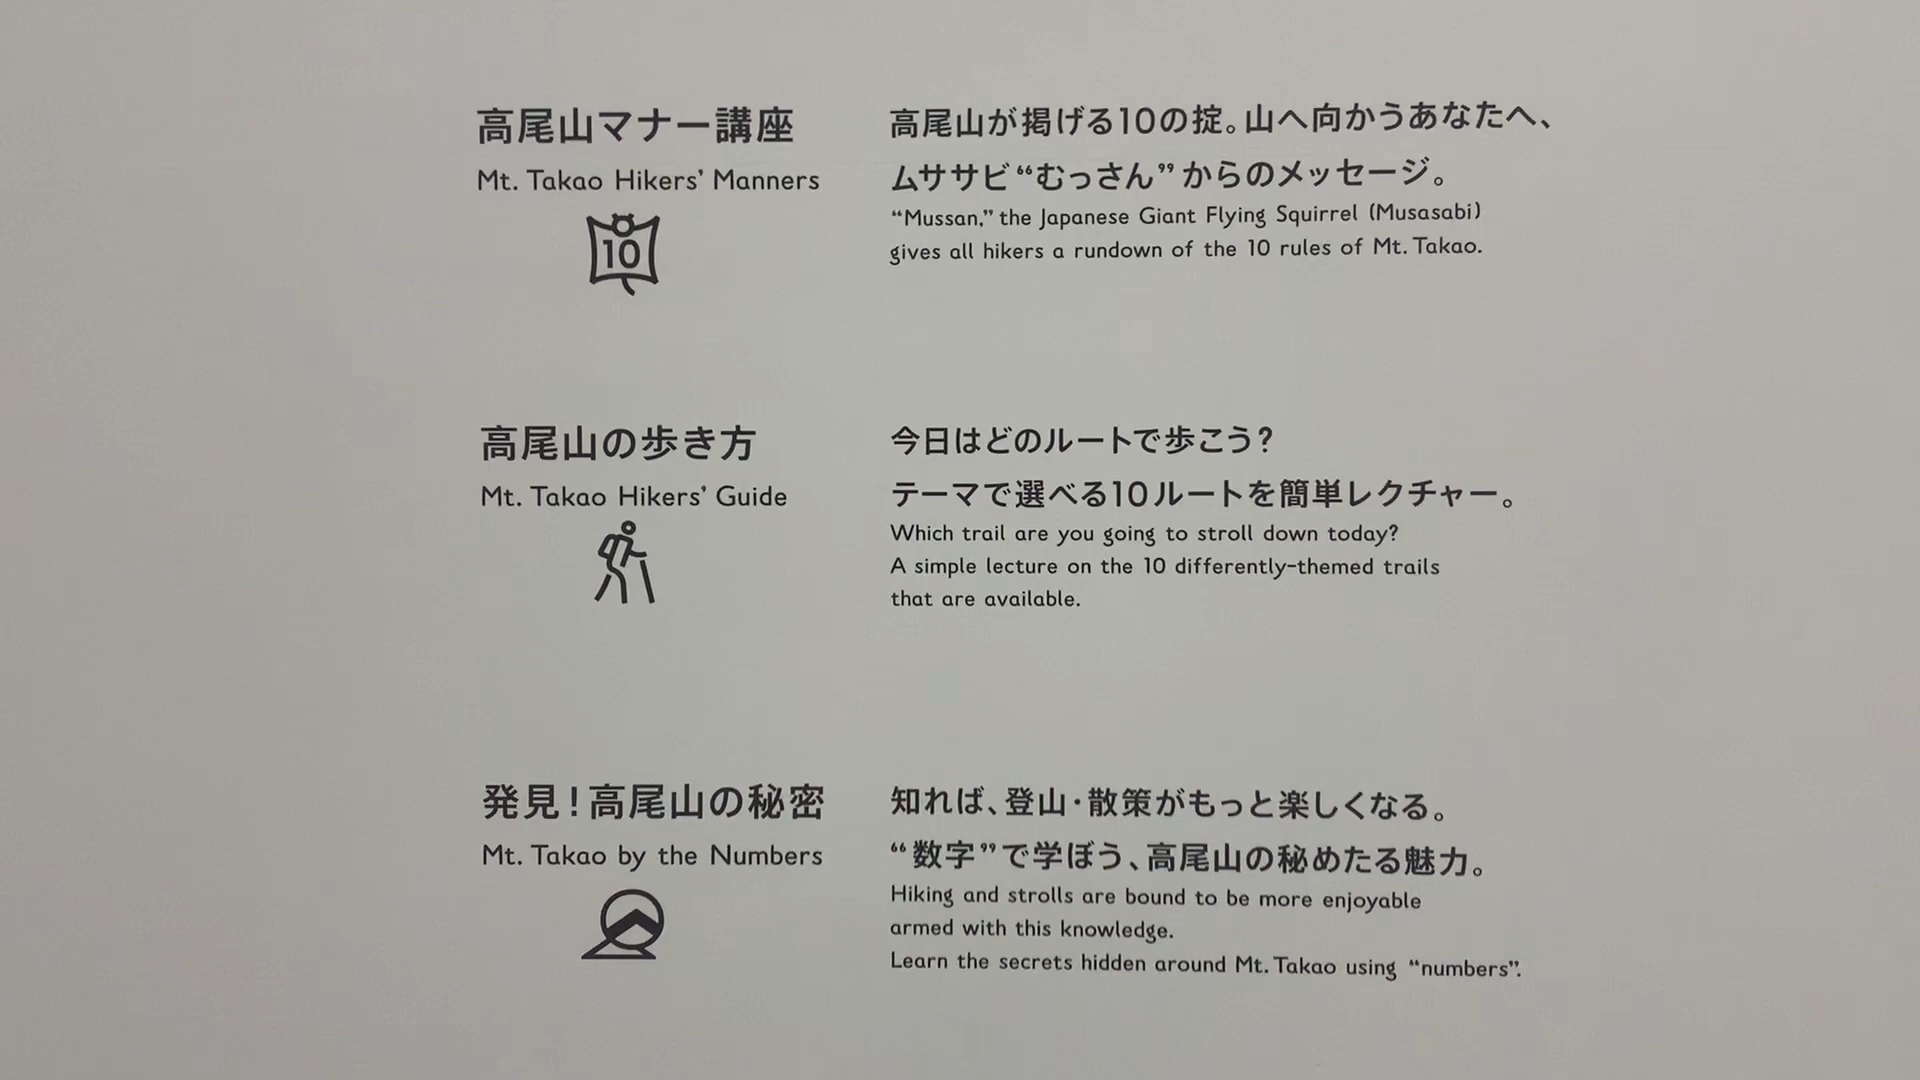 高尾山マナー講座
Mt. Takao Hikers’ Manners
10
高尾山が掲げる10の掟。山へ向かうあなたへ、
ムササビ“むっさん”からのメッセージ。
“Mussan,” the Japanese Giant Flying Squirrel (Musasabi)
gives all hikers a rundown of the 10 rules of Mt. Takao.
高尾山の歩き方
Mt. Takao Hikers’ Guide
今日はどのルートで歩こう?
テーマで選べる10ルートを簡単レクチャー。
Which trail are you going to stroll down today?
A simple lecture on the 10 differently-themed trails
that are available.
発見!高尾山の秘密
Mt. Takao by the Numbers
知れば、登山・散策がもっと楽しくなる。
“数字”で学ぼう、高尾山の秘めたる魅力。
Hiking and strolls are bound to be more enjoyable
armed with this knowledge.
Learn the secrets hidden around Mt. Takao using “numbers”.